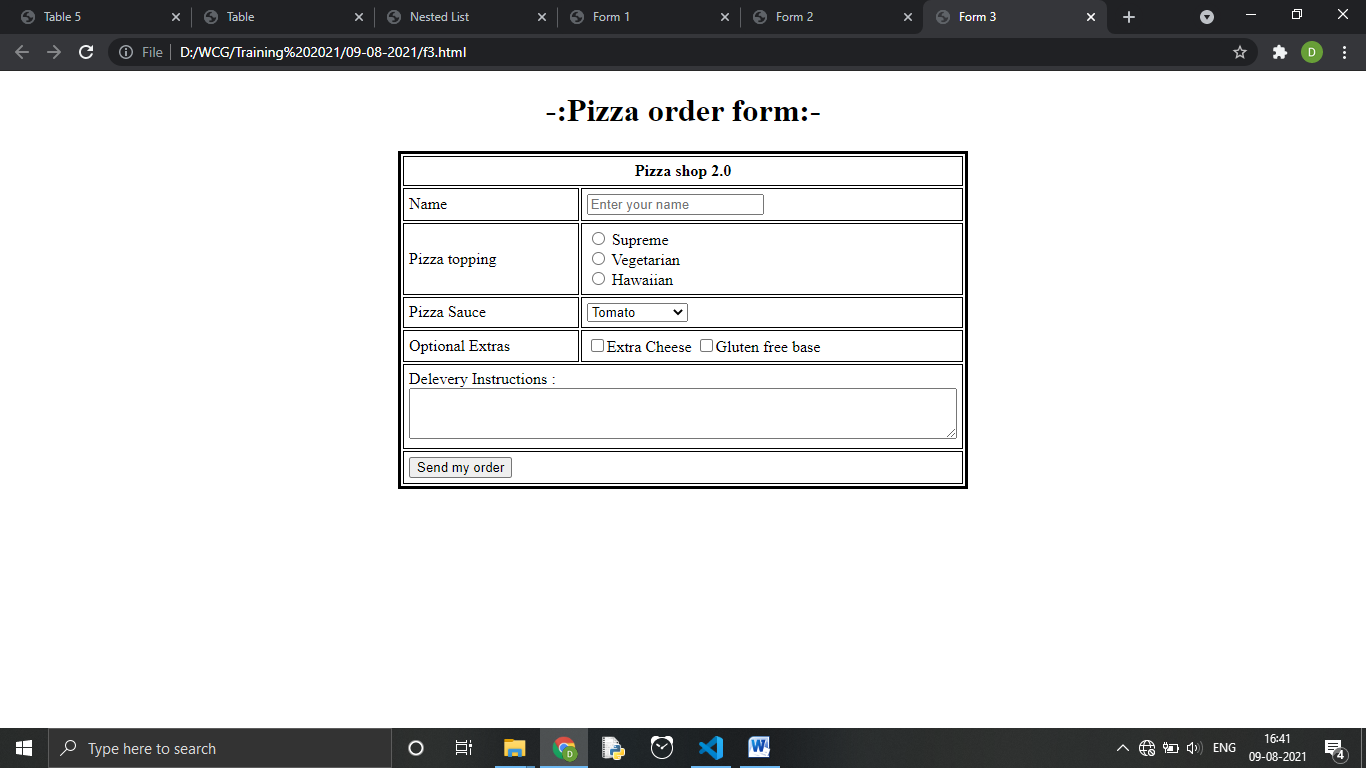 Table 5
Table
Nested List
Form 1
Form 2
Form 3
File
D:/WCG/Training%202021/09-08-2021/f3.html
D
-:Pizza order form:-
Pizza shop 2.0
Name
Enter your name
Pizza topping
Supreme
Vegetarian
Hawaiian
Pizza Sauce
Tomato
Optional Extras
Extra Cheese Gluten free base
Delevery Instructions :
Send my order
Type here to search
D
W
ENG
16:41
09-08-2021
4